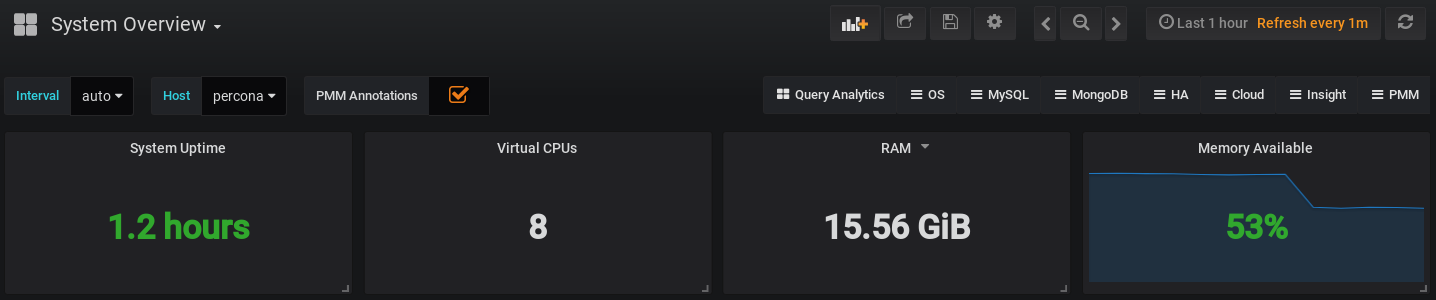 System Overview
Last 1 hour Refresh every 1m
Interval auto Host percona PMM Annotations Query Analytics OS MySQL MongoDB HA Cloud Insight PMM
System Uptime
1.2 hours
Virtual CPUs
8
RAM
15.56 GiB
Memory Available
53%